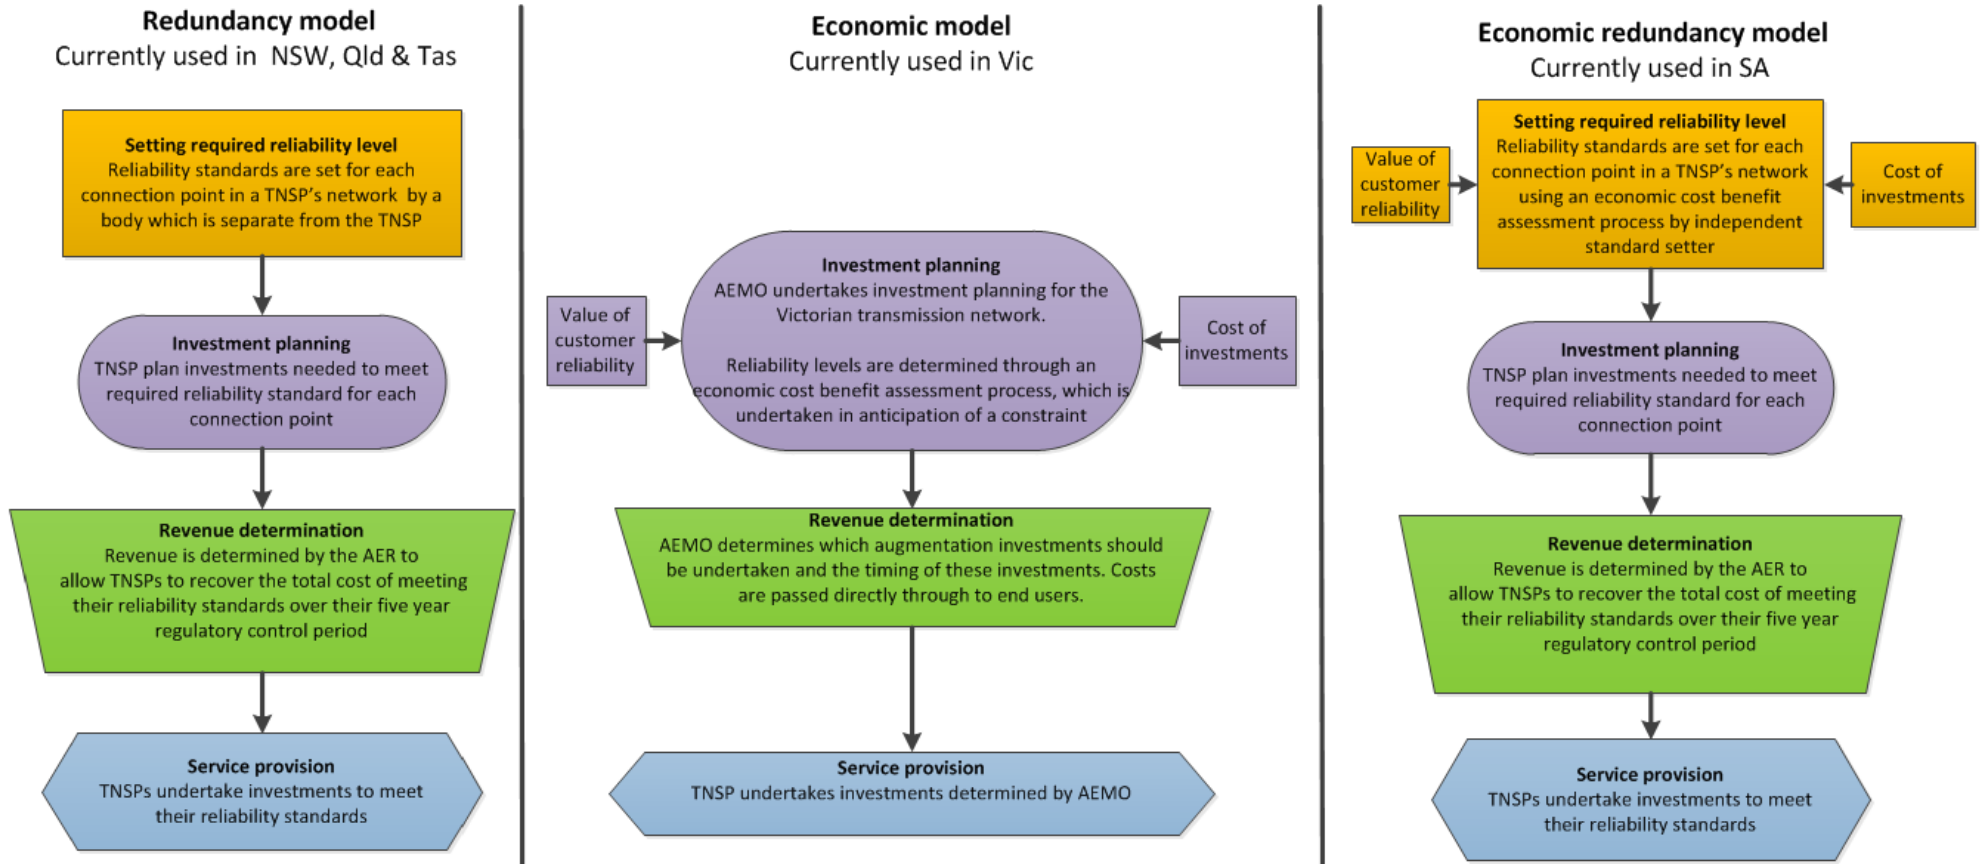 Redundancy model
Currently used in NSW, Qld & Tas
Setting required reliability level
Reliability standards are set for each
connection point in a TNSP's network by a
body which is separate from the TNSP
Investment planning
TNSP plan investments needed to meet
required reliability standard for each
connection point
Revenue determination
Revenue is determined by the AER to
allow TNSPs to recover the total cost of meeting
their reliability standards over their five year
regulatory control period
Service provision
TNSPs undertake investments to meet
their reliability standards
Economic model
Currently used in Vic
Value of
customer
reliability
Investment planning
AEMO undertakes investment planning for the
Victorian transmission network.
Reliability levels are determined through an
economic cost benefit assessment process, which is
undertaken in anticipation of a constraint
Cost of
investments
Revenue determination
AEMO determines which augmentation investments should
be undertaken and the timing of these investments. Costs
are passed directly through to end users.
Service provision
TNSP undertakes investments determined by AEMO
Economic redundancy model
Currently used in SA
Value of
customer
reliability
Setting required reliability level
Reliability standards are set for each
connection point in a TNSP's network
using an economic cost benefit
assessment process by independent
standard setter
Cost of
investments
Investment planning
TNSP plan investments needed to meet
required reliability standard for each
connection point
Revenue determination
Revenue is determined by the AER to
allow TNSPs to recover the total cost of meeting
their reliability standards over their five year
regulatory control period
Service provision
TNSPs undertake investments to meet
their reliability standards